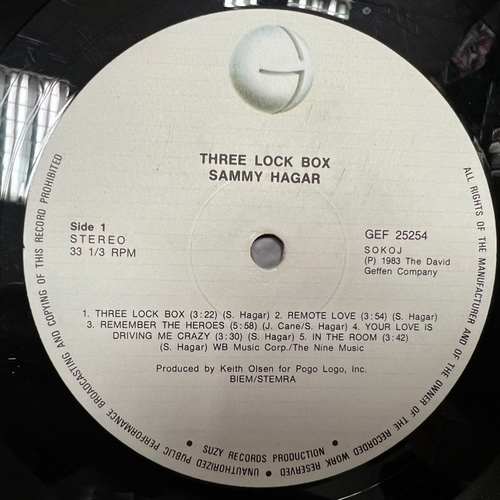 THREE LOCK BOX
SAMMY HAGAR
Side 1
STEREO
33 1/3 RPM
GEF 25254
SOKOJ
(P) 1983 The David
Geffen Company
1. THREE LOCK BOX (3:22) (S. Hagar) 2. REMOTE LOVE (3:54) (S. Hagar)
3. REMEMBER THE HEROES (5:58) (J. Cane/S. Hagar) 4. YOUR LOVE IS
DRIVING ME CRAZY (3:30) (S. Hagar) 5. IN THE ROOM (3:42)
(S. Hagar) WB Music Corp./The Nine Music
Produced by Keith Olsen for Pogo Logo, Inc.
BIEM/STEMRA
SUZY RECORDS PRODUCTION
ALL RIGHTS OF THE MANUFACTURER AND OF THE OWNER OF THE RECORDED WORK RESERVED • UNAUTHORIZED PUBLIC PERFORMANCE BROADCASTING AND COPYING OF THIS RECORD PROHIBITED